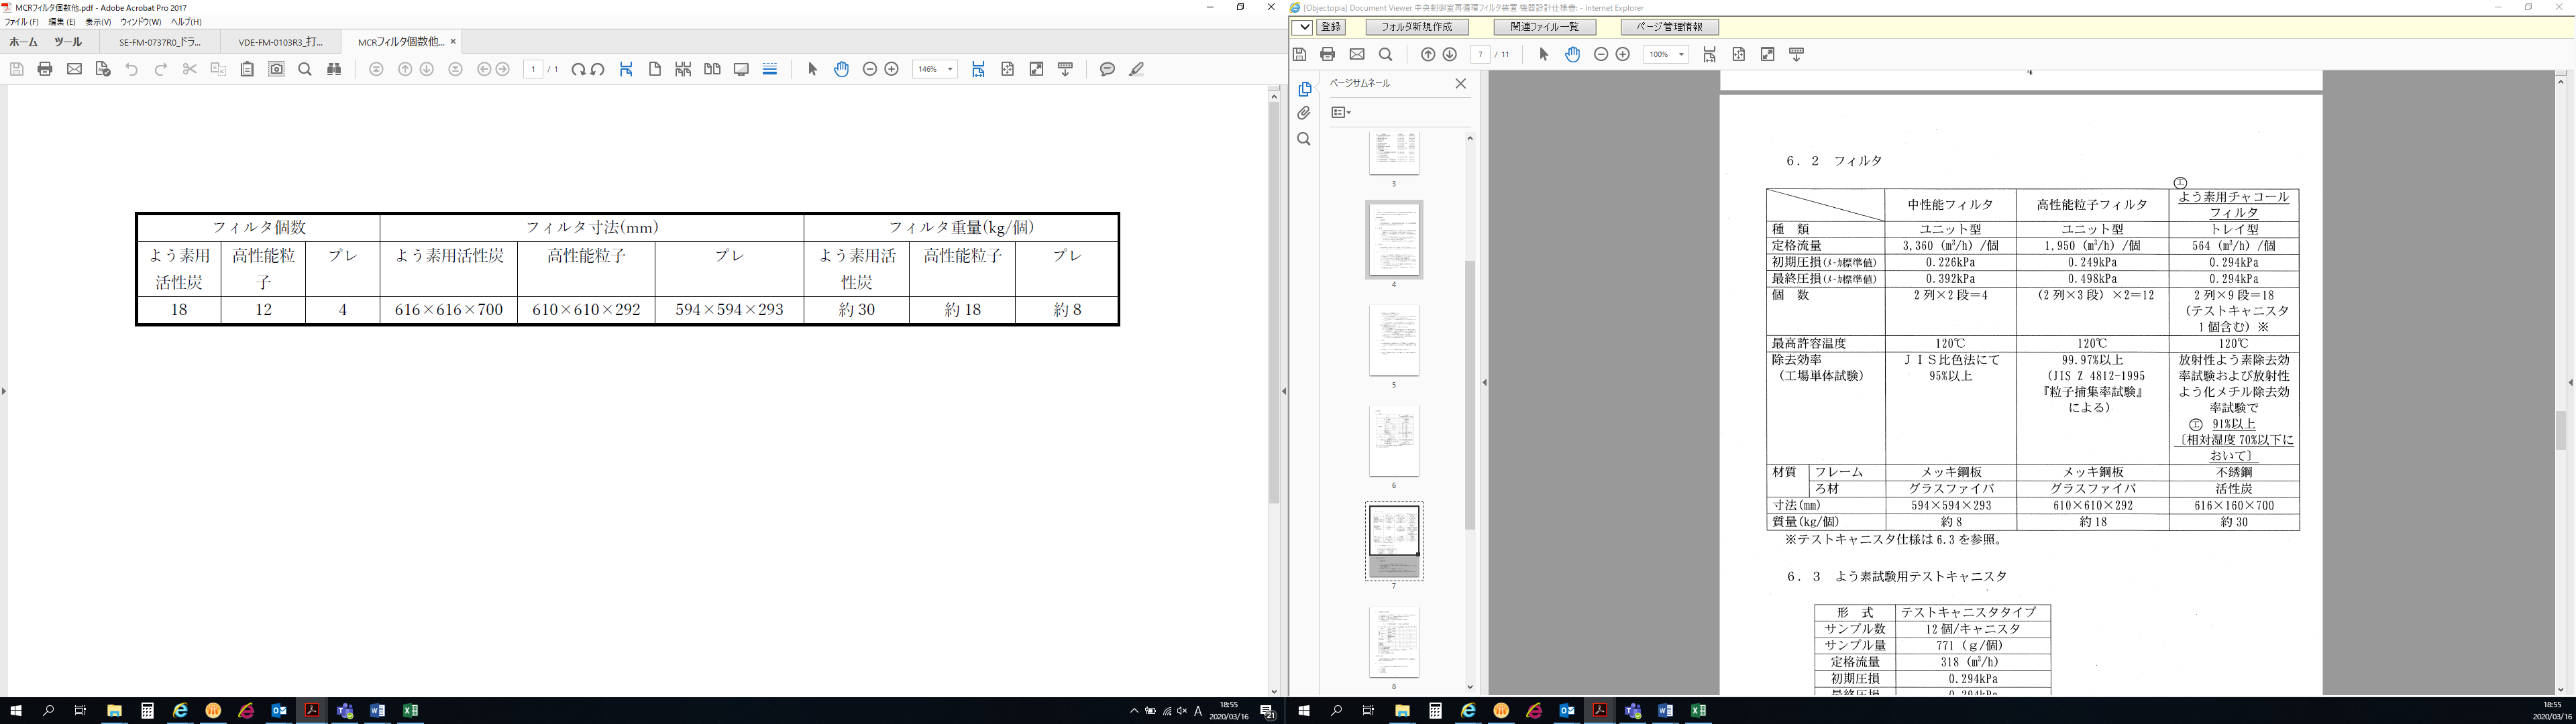 MCRフィルタ個数他.pdf - Adobe Acrobat Pro 2017
ファイル(F) 編集(E) 表示(V) ウィンドウ(W) ヘルプ(H)
ホーム ツール SE-FM-0737R0_ドラ... VDE-FM-0103R3_打... MCRフィルタ個数他... ×
1 / 1 146%
フィルタ個数 フィルタ寸法(mm) フィルタ重量(kg/個)
よう素用活性炭 高性能粒子 プレ よう素用活性炭 高性能粒子 プレ よう素用活性炭 高性能粒子 プレ
18 12 4 616×616×700 610×610×292 594×594×293 約30 約18 約8
A 18:55
2020/03/16 21
[Objectopia] Document Viewer 中央制御室再循環フィルタ装置 機器設計仕様書: - Internet Explorer
登録 フォルダ新規作成 関連ファイル一覧 ページ管理情報
7 / 11 100%
ページサムネール
3
4
5
6
7
8
4
6.2 フィルタ
中性能フィルタ 高性能粒子フィルタ ㊤よう素用チャコールフィルタ
種 類 ユニット型 ユニット型 トレイ型
定格流量 3,360 (m³/h) /個 1,950 (m³/h) /個 564 (m³/h) /個
初期圧損(ﾒｰｶ標準値) 0.226kPa 0.249kPa 0.294kPa
最終圧損(ﾒｰｶ標準値) 0.392kPa 0.498kPa 0.294kPa
個 数 2列×2段=4 (2列×3段) ×2=12 2列×9段=18
(テストキャニスタ
1個含む) ※
最高許容温度 120℃ 120℃ 120℃
除去効率 JIS比色法にて 99.97%以上 放射性よう素除去効
(工場単体試験) 95%以上 (JIS Z 4812-1995 率試験および放射性
『粒子捕集率試験』 よう化メチル除去効
による) 率試験で
91%以上
〔相対湿度70%以下に
おいて〕
材質 フレーム メッキ鋼板 メッキ鋼板 不銹鋼
ろ材 グラスファイバ グラスファイバ 活性炭
寸法(mm) 594×594×293 610×610×292 616×160×700
質量(kg/個) 約8 約18 約30
※テストキャニスタ仕様は6.3を参照。
6.3 よう素試験用テストキャニスタ
形 式 テストキャニスタタイプ
サンプル数 12個/キャニスタ
サンプル量 771 (g/個)
定格流量 318 (m³/h)
初期圧損 0.294kPa
最終圧損 0.294kPa
18:55
2020/03/16